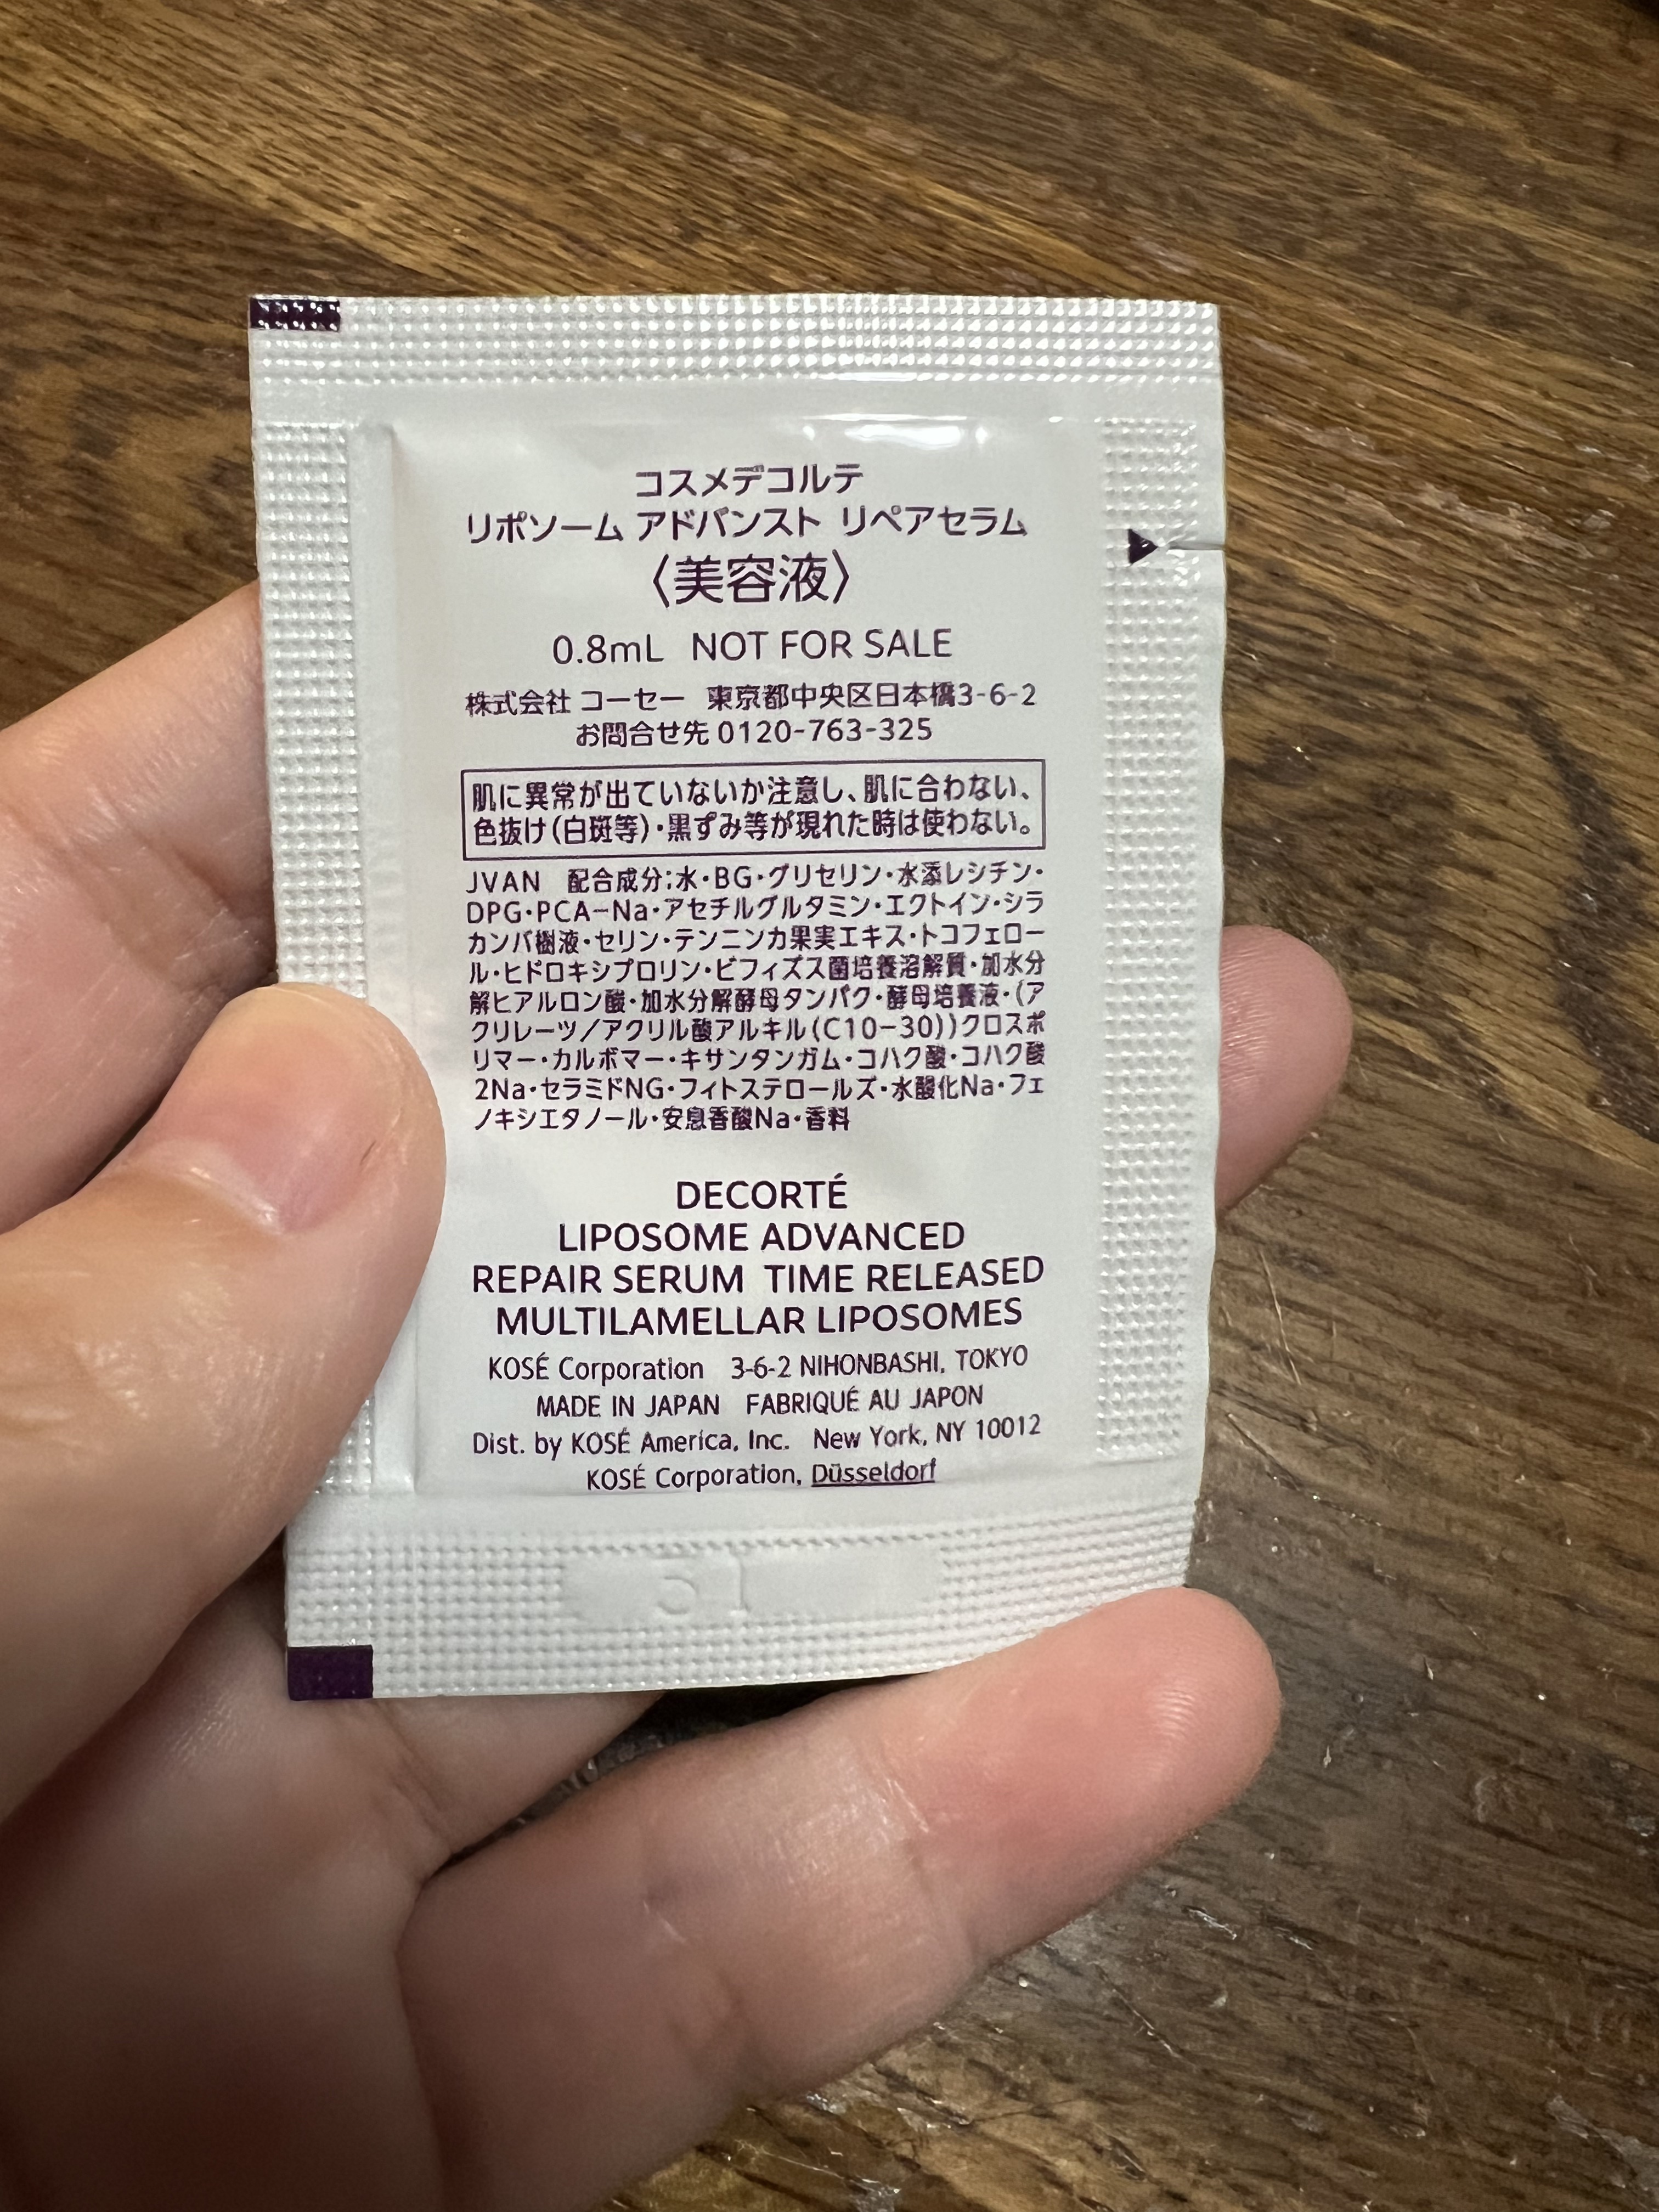 コスメデコルテ
リポソーム アドバンスト リペアセラム
〈美容液〉
0.8mL NOT FOR SALE
株式会社 コーセー 東京都中央区日本橋3-6-2
お問合せ先 0120-763-325
肌に異常が出ていないか注意し、肌に合わない、
色抜け(白斑等)・黒ずみ等が現れた時は使わない。
JVAN 配合成分:水・BG・グリセリン・水添レシチン・
DPG・PCA-Na・アセチルグルタミン・エクトイン・シラ
カンバ樹液・セリン・テンニンカ果実エキス・トコフェロー
ル・ヒドロキシプロリン・ビフィズス菌培養溶解質・加水分
解ヒアルロン酸・加水分解酵母タンパク・酵母培養液・(ア
クリレーツ/アクリル酸アルキル(C10-30))クロスポ
リマー・カルボマー・キサンタンガム・コハク酸・コハク酸
2Na・セラミドNG・フィトステロールズ・水酸化Na・フェ
ノキシエタノール・安息香酸Na・香料
DECORTÉ
LIPOSOME ADVANCED
REPAIR SERUM TIME RELEASED
MULTILAMELLAR LIPOSOMES
KOSÉ Corporation 3-6-2 NIHONBASHI, TOKYO
MADE IN JAPAN FABRIQUÉ AU JAPON
Dist. by KOSÉ America, Inc. New York, NY 10012
KOSÉ Corporation, Düsseldorf